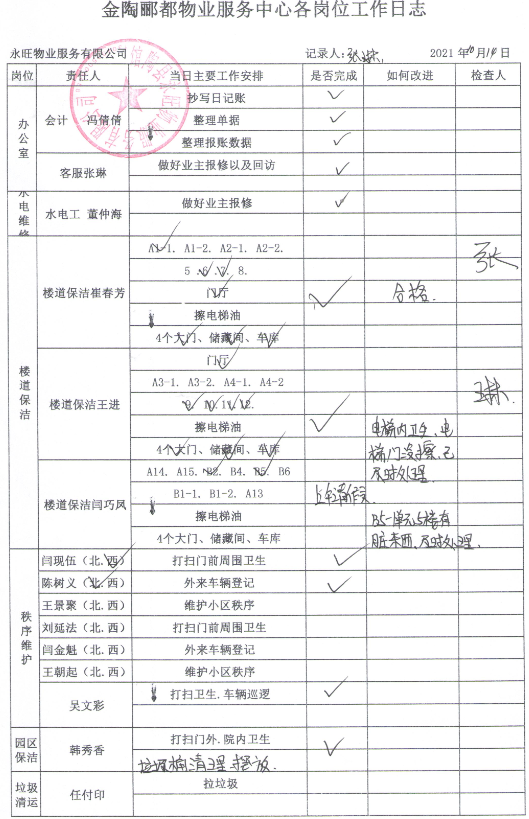 金陶郦都物业服务中心各岗位工作日志
永旺物业服务有限公司 记录人: 张琳 2021年10月14日
岗位 责任人 当日主要工作安排 是否完成 如何改进 检查人
办公室 会计 冯倩倩 抄写日记账 ✓
整理单据 ✓
整理报账数据 ✓
客服张琳 做好业主报修以及回访 ✓
水电维修 水电工 董仲海 做好业主报修 ✓
楼道保洁 楼道保洁崔春芳 A1-1. A1-2. A2-1. A2-2.
5 .6 .7. 8.
门厅 ✓ 合格.
擦电梯油
4个大门、储藏间、车库
张
楼道保洁王进 门厅
A3-1. A3-2. A4-1. A4-2
9. 10. 11. 12.
擦电梯油 ✓
4个大门、储藏间、车库
电梯内卫生、电
梯门没擦,已
及时处理
琳
楼道保洁闫巧凤 A14. A15. B2. B4. B5. B6
B1-1. B1-2. A13
擦电梯油
4个大门、储藏间、车库
请假
B5-单元5楼有
脏东西、及时处理.
秩序维护 闫现伍(北.西) 打扫门前周围卫生 ✓
陈树义(北.西) 外来车辆登记 ✓
王景聚(北.西) 维护小区秩序
刘延法(北.西) 打扫门前周围卫生
闫金魁(北.西) 外来车辆登记
王朝起(北.西) 维护小区秩序
吴文彩 打扫卫生.车辆巡逻 ✓
园区保洁 韩秀香 打扫门外.院内卫生 ✓
垃圾桶清理、摆放.
垃圾清运 任付印 拉垃圾